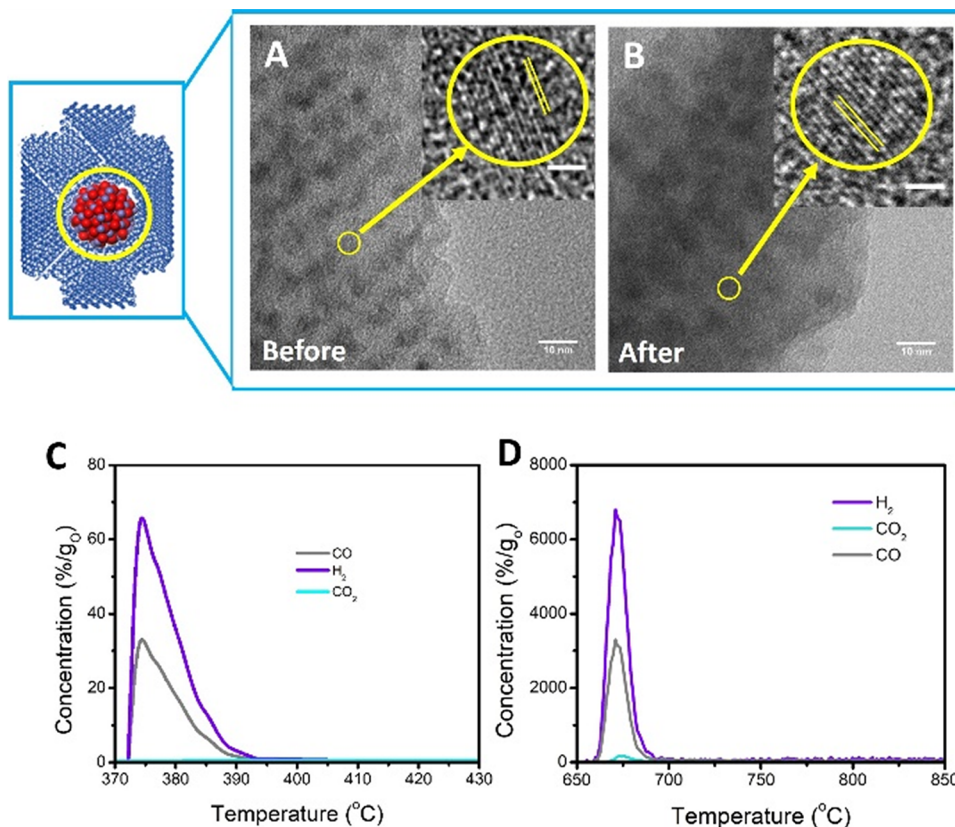 A
B
Before
10 nm
After
10 nm
C
Concentration (%/gₒ)
80
60
40
20
0
CO
H₂
CO₂
370 380 390 400 410 420 430
Temperature (°C)
D
Concentration (%/gₒ)
8000
6000
4000
2000
0
H₂
CO₂
CO
650 700 750 800 850
Temperature (°C)